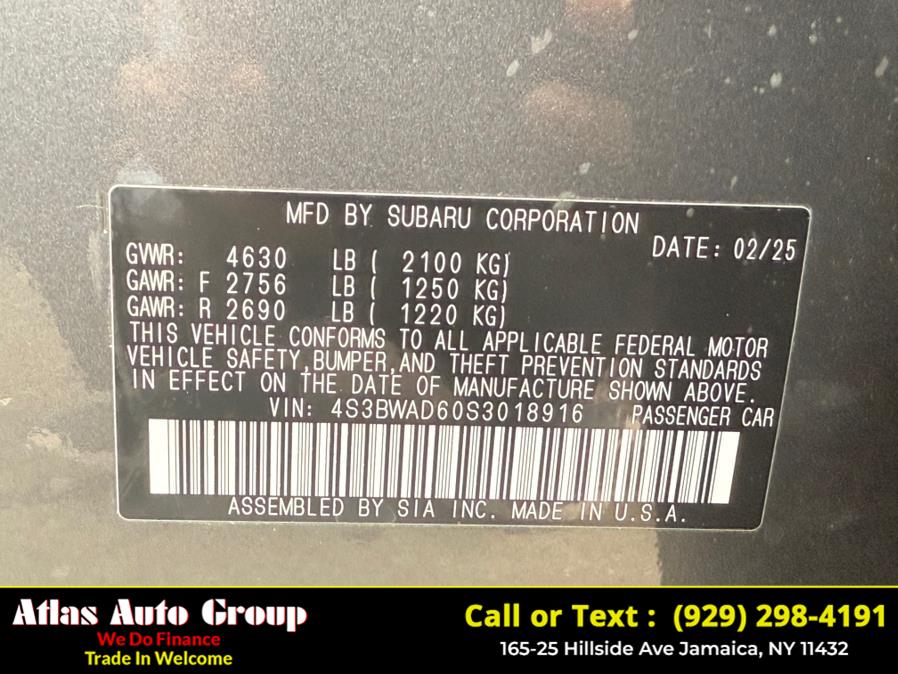 MFD BY SUBARU CORPORATION
DATE: 02/25
GVWR: 4630 LB ( 2100 KG)
GAWR: F 2756 LB ( 1250 KG)
GAWR: R 2690 LB ( 1220 KG)
THIS VEHICLE CONFORMS TO ALL APPLICABLE FEDERAL MOTOR
VEHICLE SAFETY,BUMPER,AND THEFT PREVENTION STANDARDS
IN EFFECT ON THE DATE OF MANUFACTURE SHOWN ABOVE.
VIN: 4S3BWAD60S3018916 PASSENGER CAR
ASSEMBLED BY SIA INC. MADE IN U.S.A.
Atlas Auto Group
We Do Finance
Trade In Welcome
Call or Text : (929) 298-4191
165-25 Hillside Ave Jamaica, NY 11432